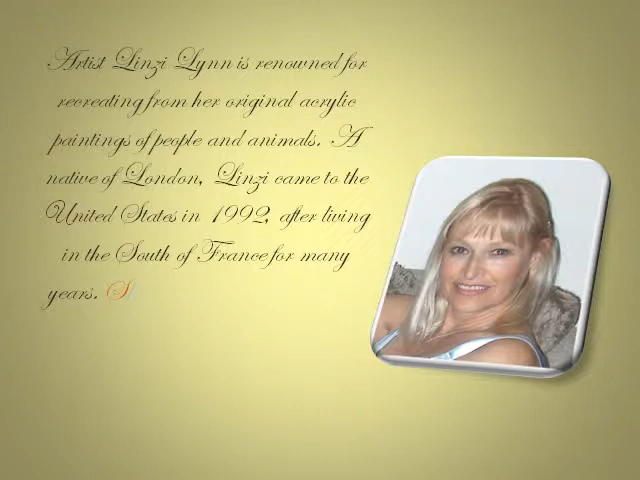 Artist Linzi Lynn is renowned for
recreating from her original acrylic
paintings of people and animals. A
native of London, Linzi came to the
United States in 1992, after living
in the South of France for many
years. S